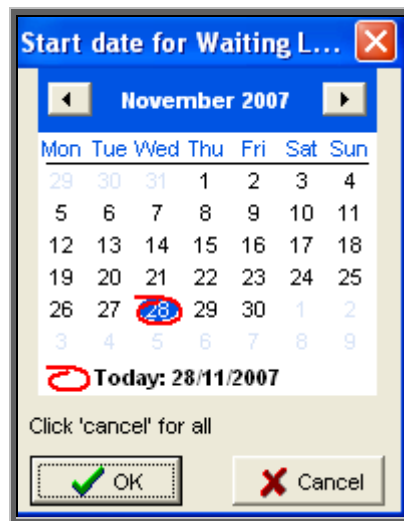 Start date for Waiting L...
November 2007
Mon Tue Wed Thu Fri Sat Sun
29 30 31 1 2 3 4
5 6 7 8 9 10 11
12 13 14 15 16 17 18
19 20 21 22 23 24 25
26 27 28 29 30 1 2
3 4 5 6 7 8 9
Today: 28/11/2007
Click 'cancel' for all
OK Cancel